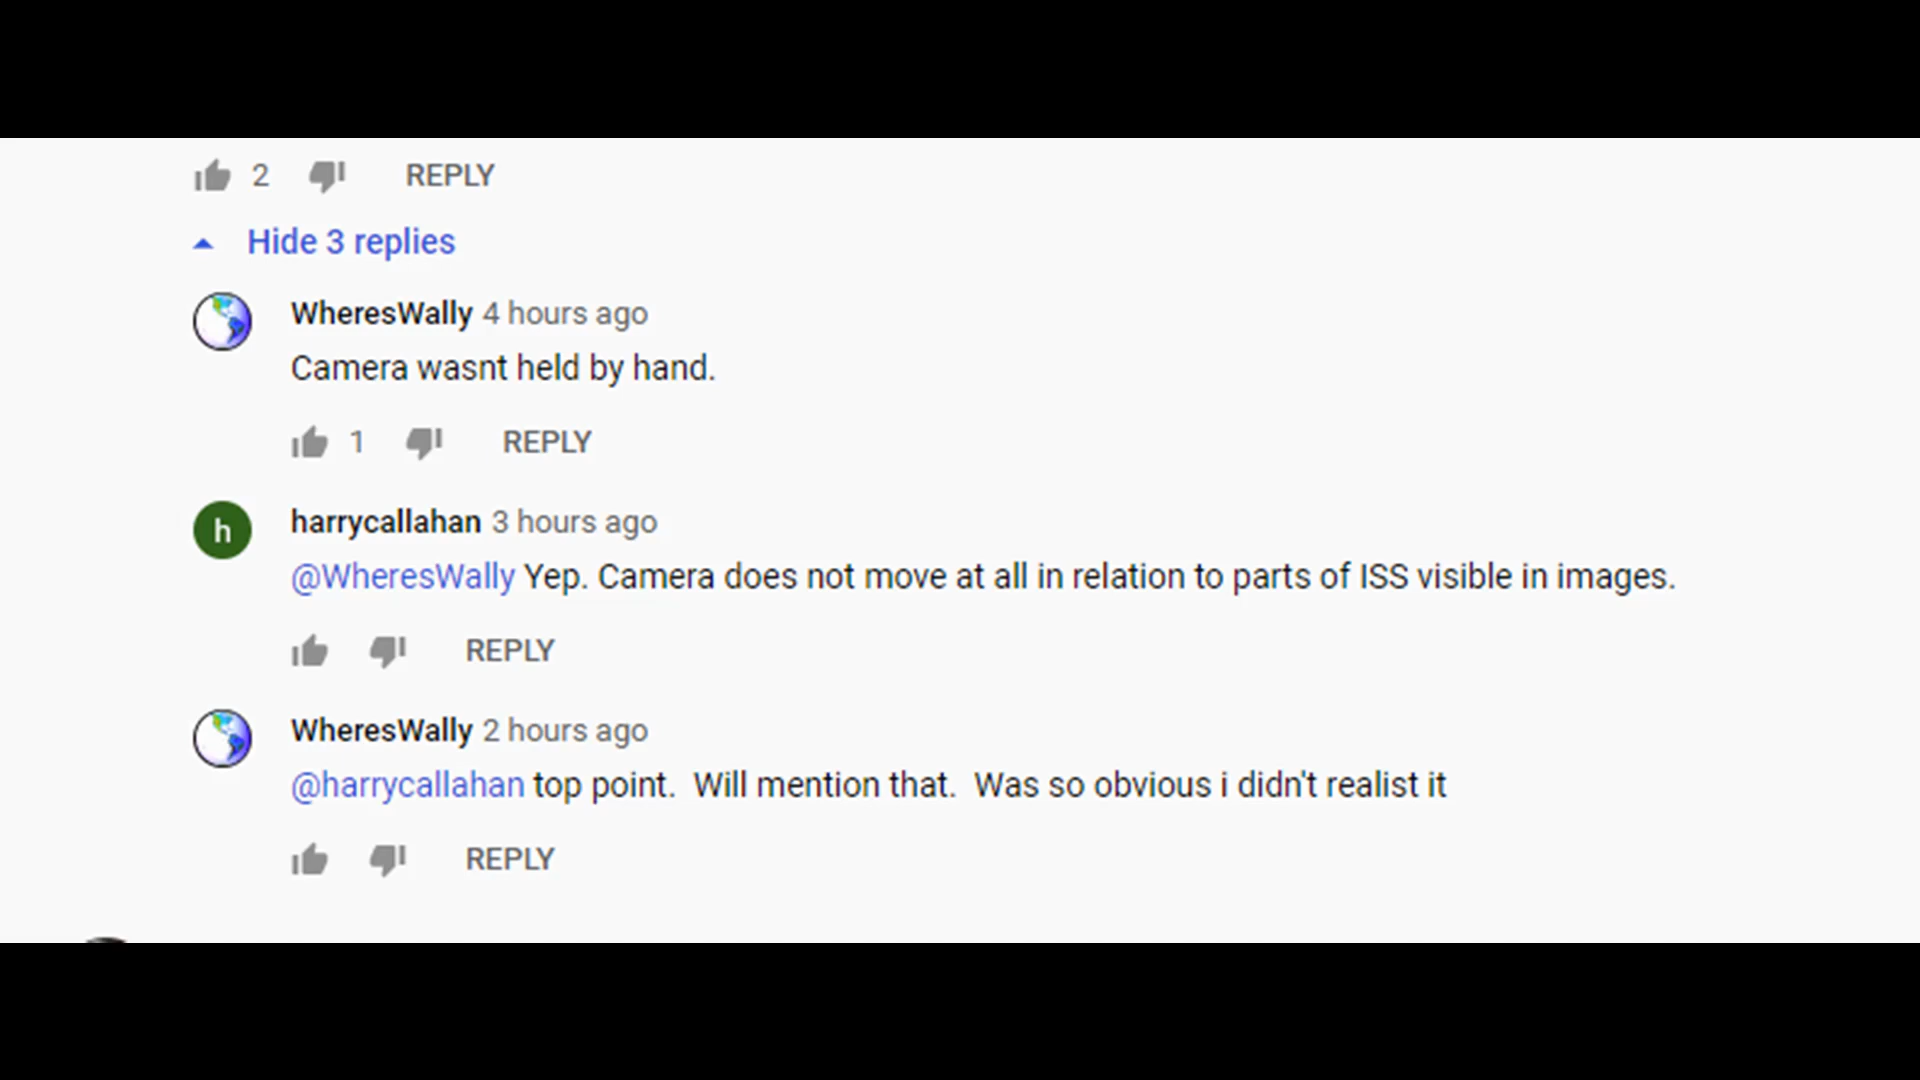 2 REPLY
Hide 3 replies
WheresWally 4 hours ago
Camera wasnt held by hand.
1 REPLY
h
harrycallahan 3 hours ago
@WheresWally Yep. Camera does not move at all in relation to parts of ISS visible in images.
REPLY
WheresWally 2 hours ago
@harrycallahan top point.  Will mention that.  Was so obvious i didn't realist it
REPLY